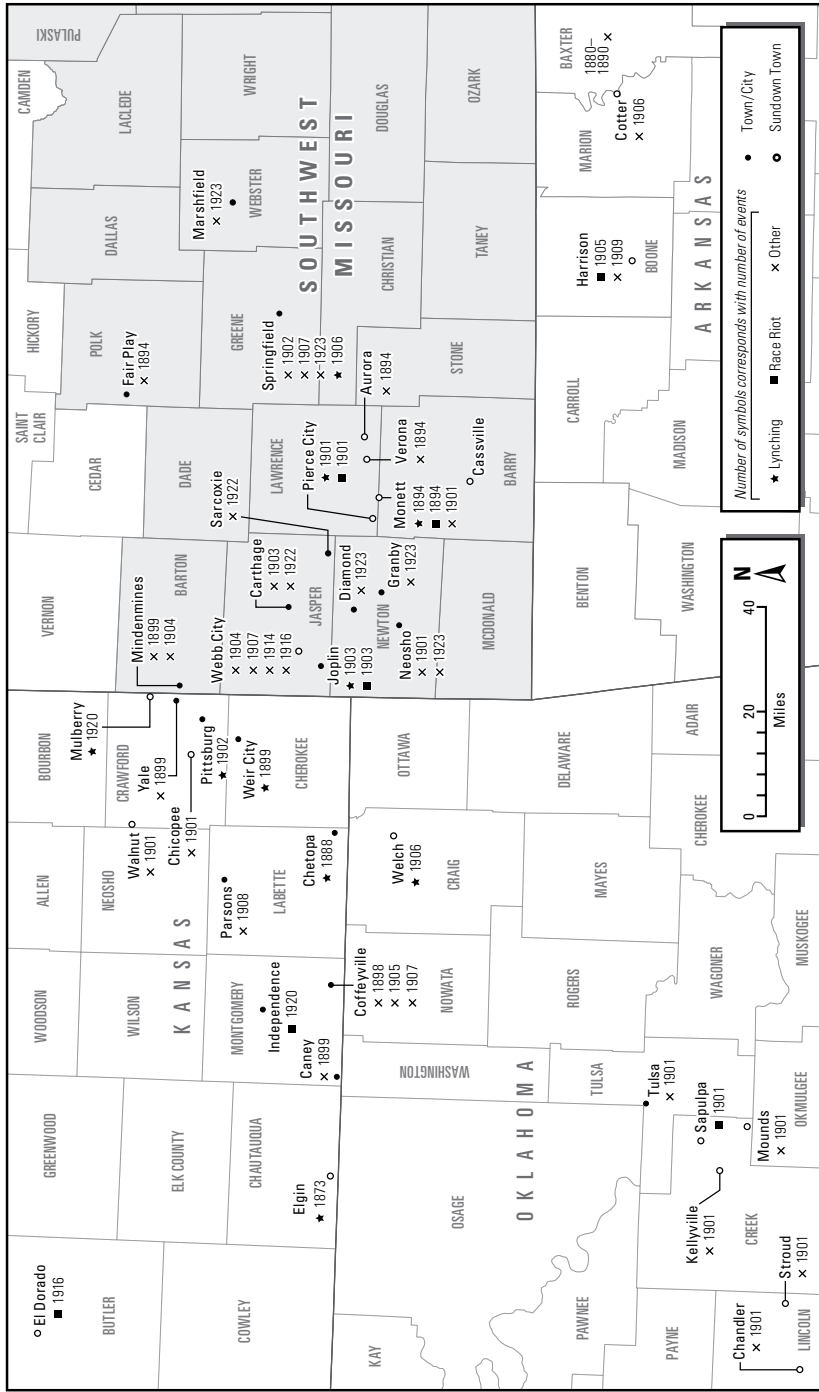 GREENWOOD
WOODSON
ALLEN
BOURBON
VERNON
SAINT
CLAIR
HICKORY
CAMDEN
PULASKI
El Dorado
■ 1916
BUTLER
ELK COUNTY
WILSON
NEOSHO
Walnut
× 1901
CRAWFORD
Mulberry
★ 1920
Yale
× 1899
Chicopee
× 1901
Pittsburg
★ 1902
Weir City
★ 1899
CHEROKEE
KANSAS
COWLEY
CHAUTAUQUA
Elgin
★ 1873
MONTGOMERY
Independence
■ 1920
Caney
× 1899
Coffeyville
× 1898
× 1905
× 1907
Parsons
× 1908
LABETTE
Chetopa
★ 1888
Mindenmines
× 1899
× 1904
BARTON
CEDAR
DADE
POLK
Fair Play
× 1894
DALLAS
LACLEDE
Webb City
× 1904
× 1907
× 1914
× 1916
Carthage
× 1903
× 1922
Sarcoxie
× 1922
JASPER
Joplin
★ 1903
■ 1903
Diamond
× 1923
NEWTON
Granby
× 1923
Neosho
× 1901
× 1923
MCDONALD
LAWRENCE
Pierce City
★ 1901
■ 1901
Monett
★ 1894
■ 1894
× 1901
Verona
× 1894
Aurora
× 1894
Cassville
BARRY
GREENE
Springfield
× 1902
× 1907
× 1923
★ 1906
Marshfield
× 1923
WEBSTER
WRIGHT
SOUTHWEST
MISSOURI
CHRISTIAN
DOUGLAS
STONE
TANEY
OZARK
KAY
OSAGE
WASHINGTON
NOWATA
CRAIG
Welch
★ 1906
OTTAWA
DELAWARE
OKLAHOMA
PAWNEE
PAYNE
TULSA
Tulsa
× 1901
ROGERS
MAYES
ADAIR
CHEROKEE
WAGONER
MUSKOGEE
Sapulpa
■ 1901
Kellyville
× 1901
Mounds
× 1901
CREEK
OKMULGEE
Chandler
× 1901
Stroud
× 1901
LINCOLN
BENTON
WASHINGTON
CARROLL
MADISON
Harrison
■ 1905
× 1909
BOONE
MARION
Cotter
× 1906
BAXTER
1880–
1890 ×
ARKANSAS
0 20 40
Miles
N
Number of symbols corresponds with number of events
★ Lynching ■ Race Riot × Other
• Town/City
Sundown Town